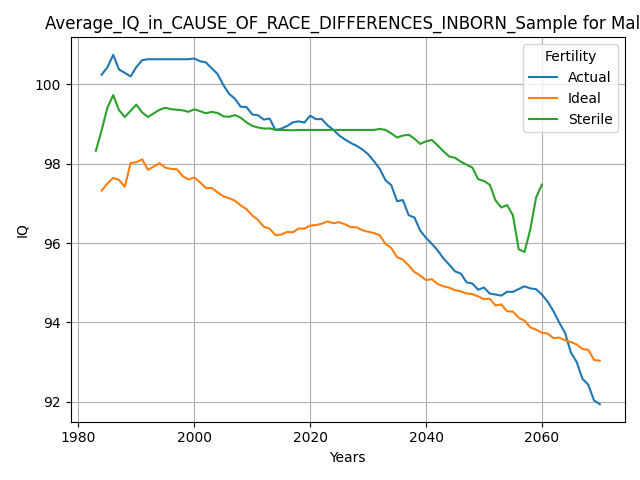 Average_IQ_in_CAUSE_OF_RACE_DIFFERENCES_INBORN_Sample for Mal
Fertility
Actual
Ideal
Sterile
100
98
96
94
92
IQ
1980
2000
2020
2040
2060
Years